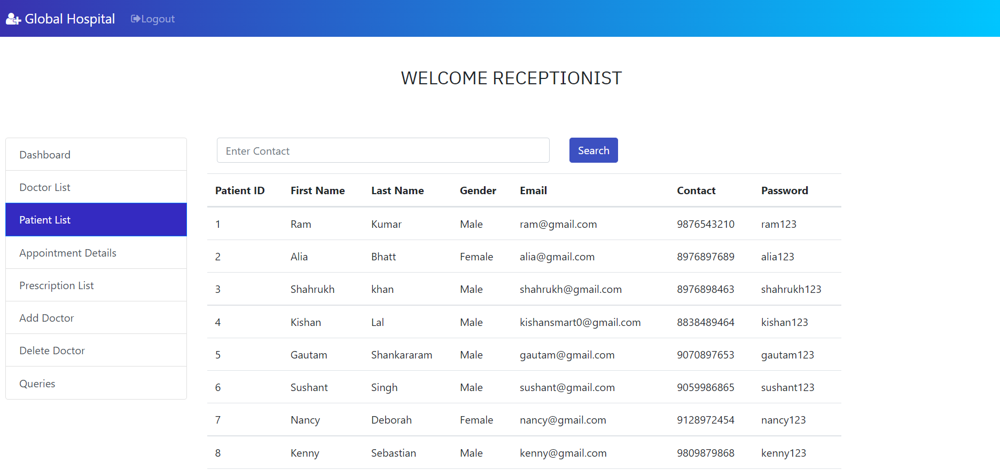 Global Hospital Logout
WELCOME RECEPTIONIST
Dashboard
Doctor List
Patient List
Appointment Details
Prescription List
Add Doctor
Delete Doctor
Queries
Enter Contact Search
Patient ID First Name Last Name Gender Email Contact Password
1 Ram Kumar Male ram@gmail.com 9876543210 ram123
2 Alia Bhatt Female alia@gmail.com 8976897689 alia123
3 Shahrukh khan Male shahrukh@gmail.com 8976898463 shahrukh123
4 Kishan Lal Male kishansmart0@gmail.com 8838489464 kishan123
5 Gautam Shankararam Male gautam@gmail.com 9070897653 gautam123
6 Sushant Singh Male sushant@gmail.com 9059986865 sushant123
7 Nancy Deborah Female nancy@gmail.com 9128972454 nancy123
8 Kenny Sebastian Male kenny@gmail.com 9809879868 kenny123